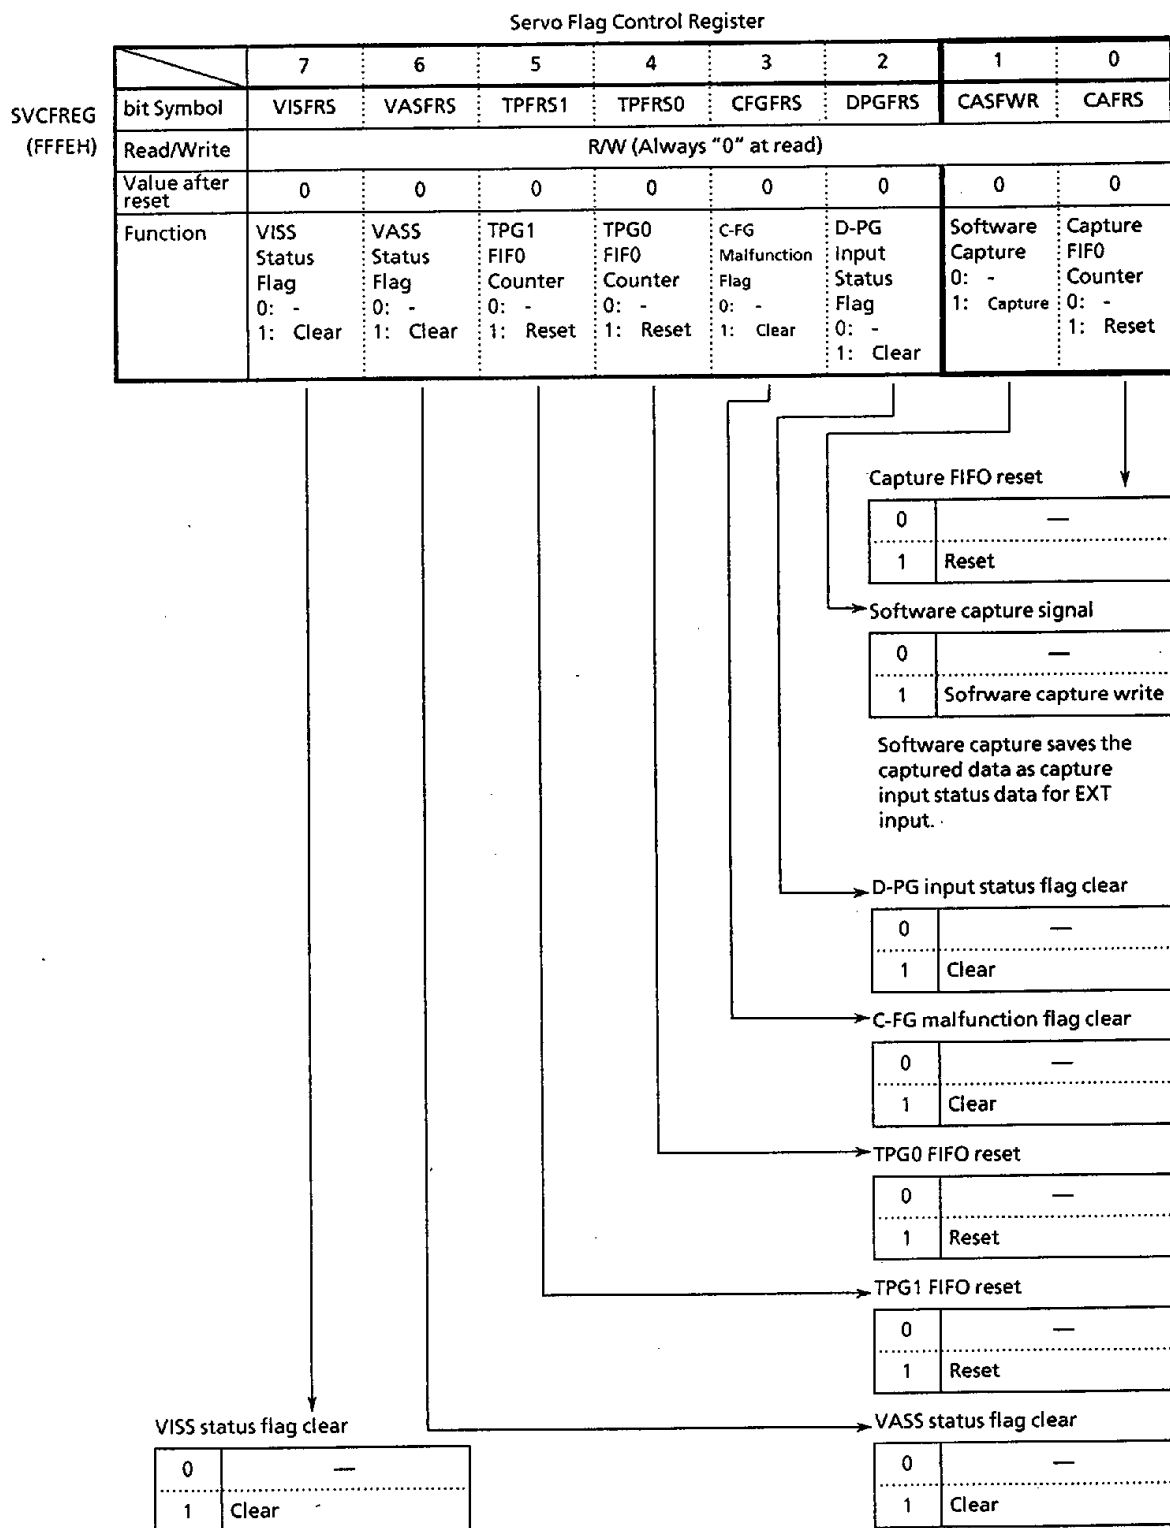 Servo Flag Control Register
7 6 5 4 3 2 1 0
SVCFREG
(FFFEH)
bit Symbol VISFRS VASFRS TPFRS1 TPFRS0 CFGFRS DPGFRS CASFWR CAFRS
Read/Write R/W (Always "0" at read)
Value after reset 0 0 0 0 0 0 0 0
Function
VISS
Status
Flag
0: -
1: Clear
VASS
Status
Flag
0: -
1: Clear
TPG1
FIF0
Counter
0: -
1: Reset
TPG0
FIF0
Counter
0: -
1: Reset
C-FG
Malfunction
Flag
0: -
1: Clear
D-PG
Input
Status
Flag
0: -
1: Clear
Software
Capture
0: -
1: Capture
Capture
FIF0
Counter
0: -
1: Reset
Capture FIFO reset
0 —
1 Reset
Software capture signal
0 —
1 Sofrware capture write
Software capture saves the
captured data as capture
input status data for EXT
input.
D-PG input status flag clear
0 —
1 Clear
C-FG malfunction flag clear
0 —
1 Clear
TPG0 FIFO reset
0 —
1 Reset
TPG1 FIFO reset
0 —
1 Reset
VISS status flag clear
0 —
1 Clear
VASS status flag clear
0 —
1 Clear